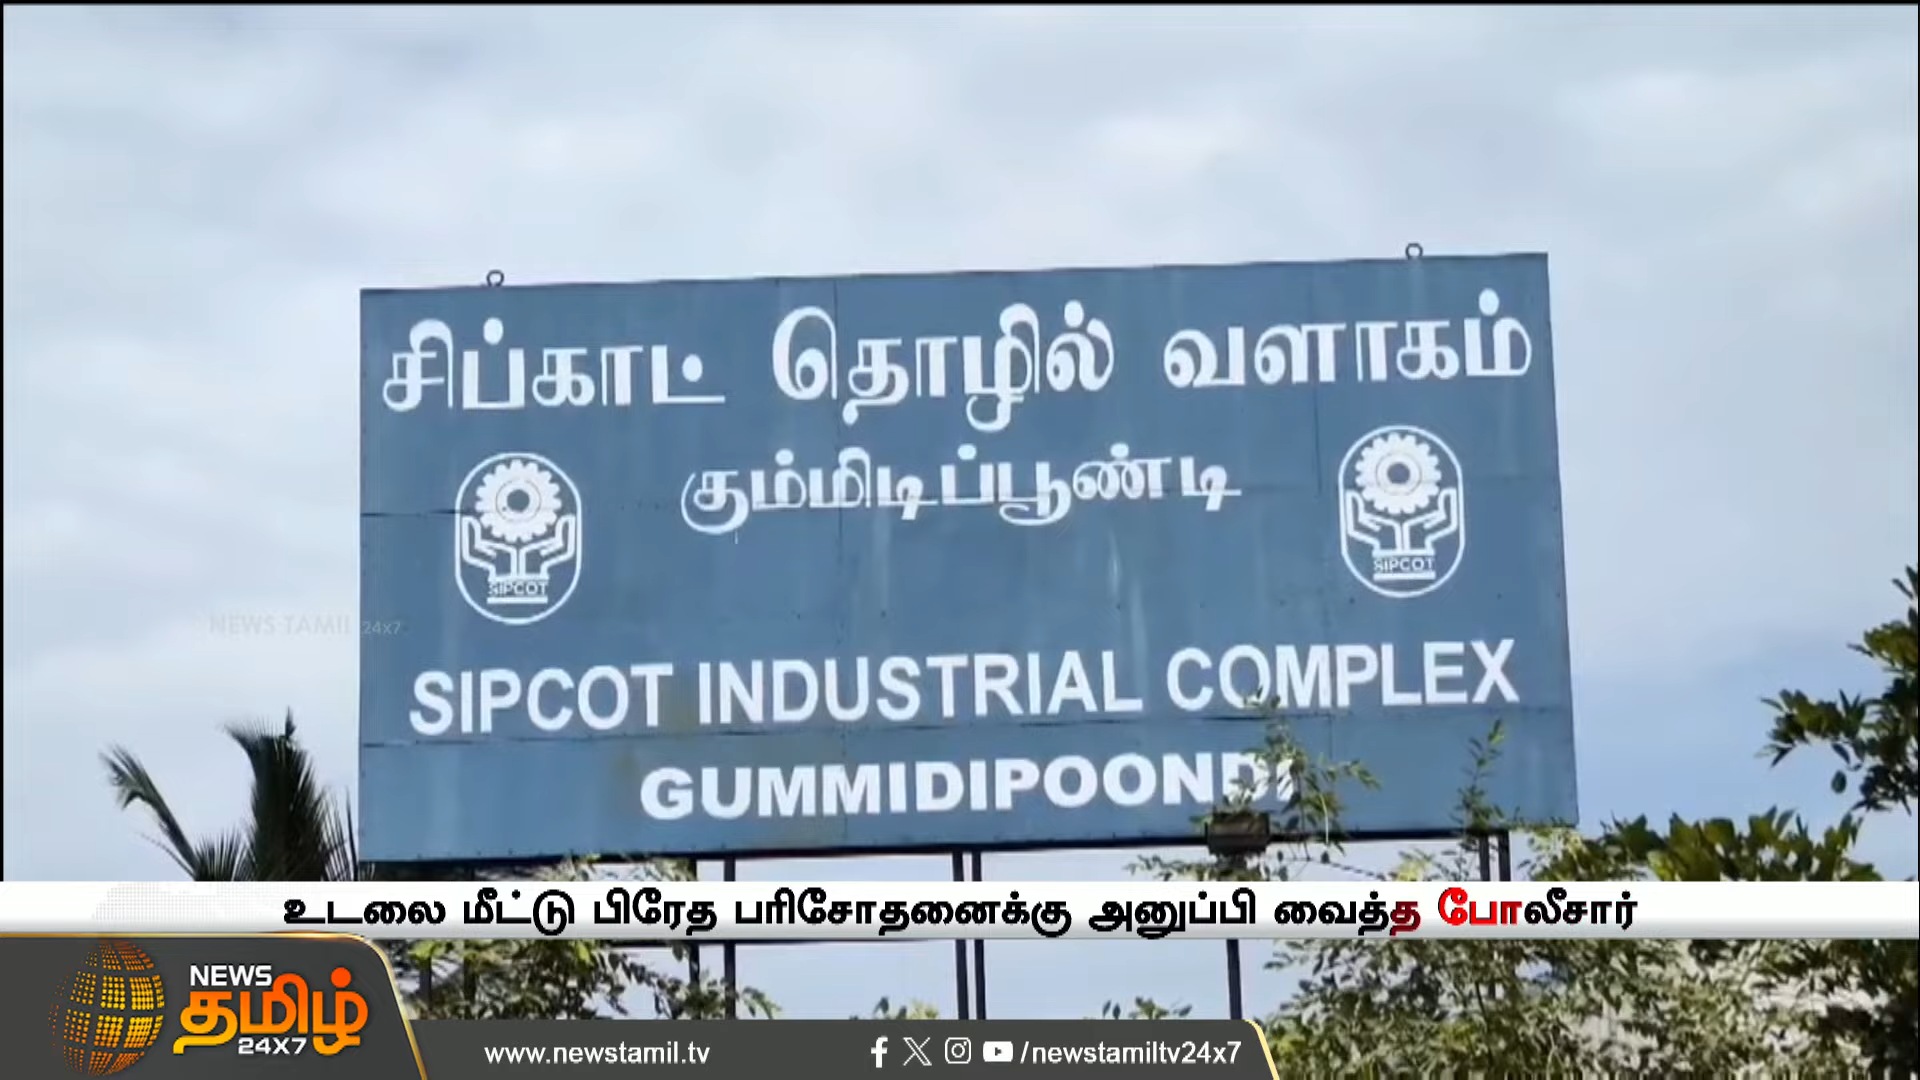 சிப்காட் தொழில் வளாகம்
கும்மிடிப்பூண்டி
SIPCOT
SIPCOT
NEWS TAMIL 24x7
SIPCOT INDUSTRIAL COMPLEX
GUMMIDIPOONDI
உடலை மீட்டு பிரேத பரிசோதனைக்கு அனுப்பி வைத்த போலீசார்
NEWS
தமிழ்
24X7
www.newstamil.tv
/newstamiltv24x7